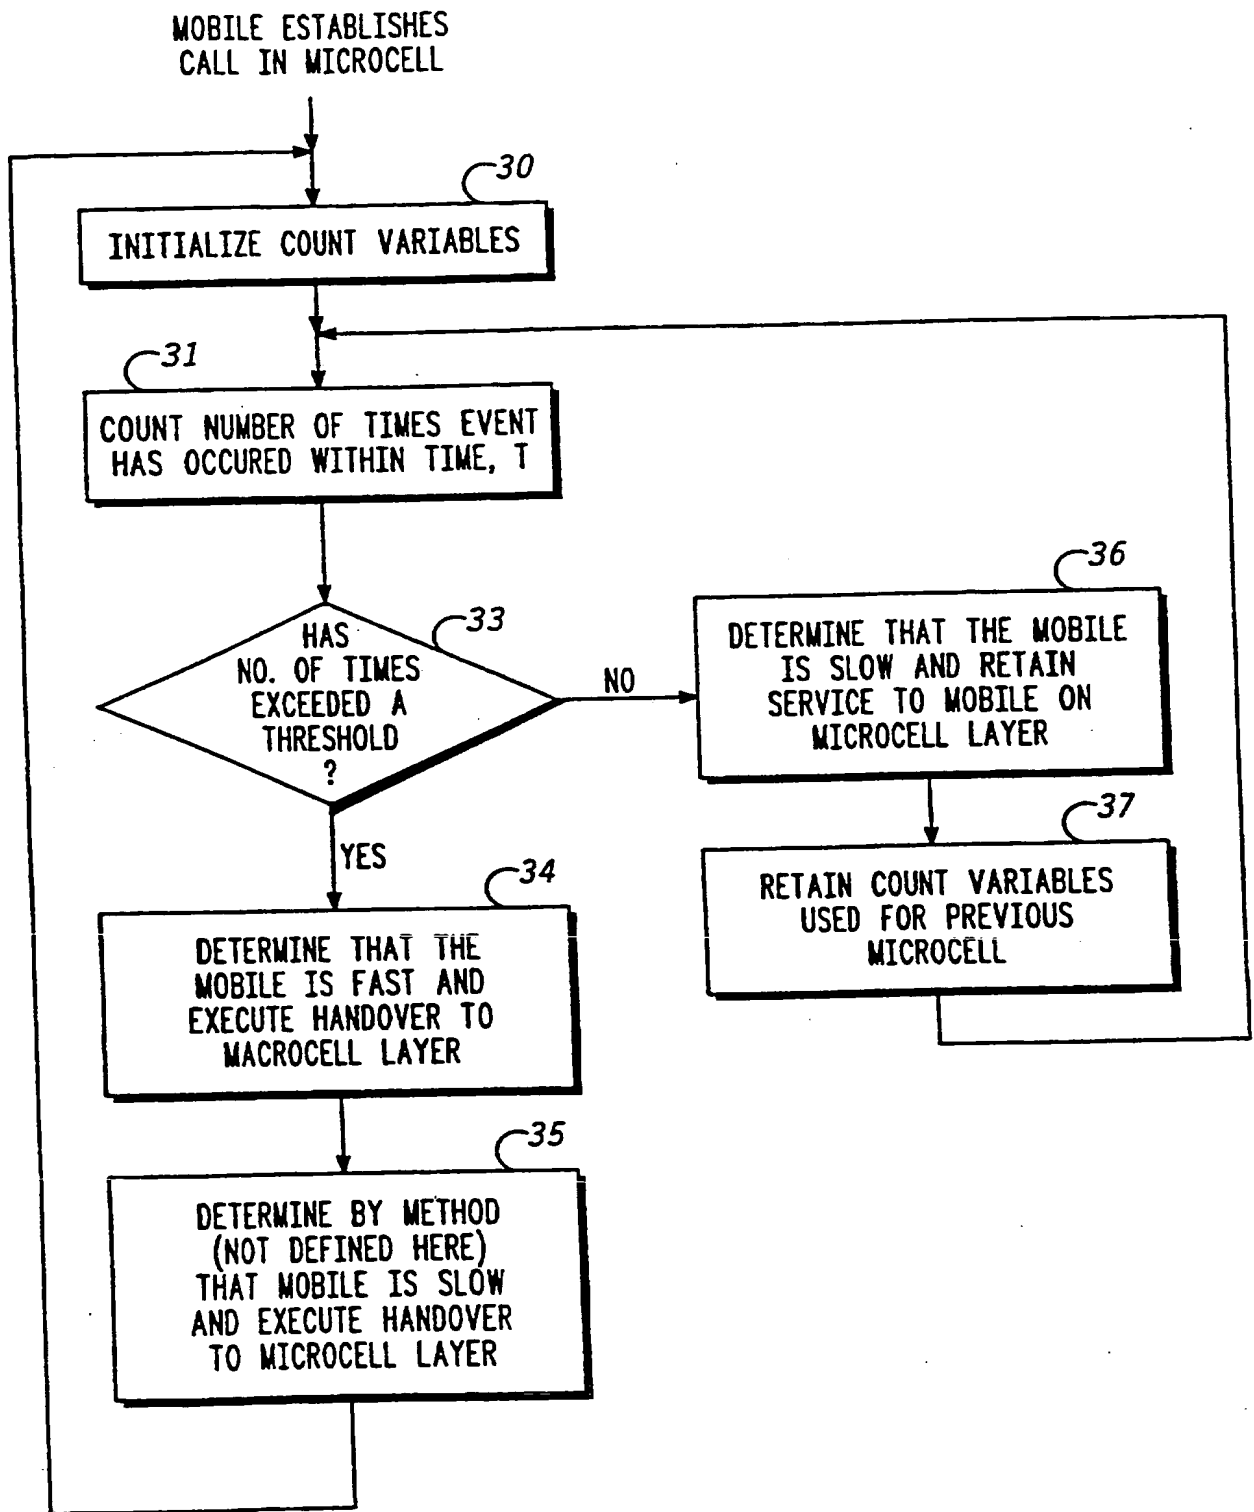 MOBILE ESTABLISHES
CALL IN MICROCELL
30
INITIALIZE COUNT VARIABLES
31
COUNT NUMBER OF TIMES EVENT
HAS OCCURED WITHIN TIME, T
33
HAS
NO. OF TIMES
EXCEEDED A
THRESHOLD
?
NO
36
DETERMINE THAT THE MOBILE
IS SLOW AND RETAIN
SERVICE TO MOBILE ON
MICROCELL LAYER
37
RETAIN COUNT VARIABLES
USED FOR PREVIOUS
MICROCELL
YES
34
DETERMINE THAT THE
MOBILE IS FAST AND
EXECUTE HANDOVER TO
MACROCELL LAYER
35
DETERMINE BY METHOD
(NOT DEFINED HERE)
THAT MOBILE IS SLOW
AND EXECUTE HANDOVER
TO MICROCELL LAYER